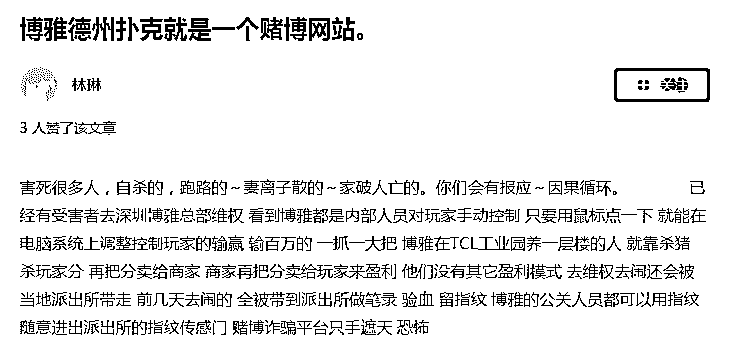 博雅德州扑克就是一个赌博网站。
林琳
3 人赞了该文章
害死很多人，自杀的，跑路的～妻离子散的～家破人亡的。你们会有报应～因果循环。 已
经有受害者去深圳博雅总部维权 看到博雅都是内部人员对玩家手动控制 只要用鼠标点一下 就能在
电脑系统上调整控制玩家的输赢 输百万的 一抓一大把 博雅在TCL工业园养一层楼的人 就靠杀猪
杀玩家分 再把分卖给商家 商家再把分卖给玩家来盈利 他们没有其它盈利模式 去维权去闹还会被
当地派出所带走 前几天去闹的 全被带到派出所做笔录 验血 留指纹 博雅的公关人员都可以用指纹
随意进出派出所的指纹传感门 赌博诈骗平台只手遮天 恐怖